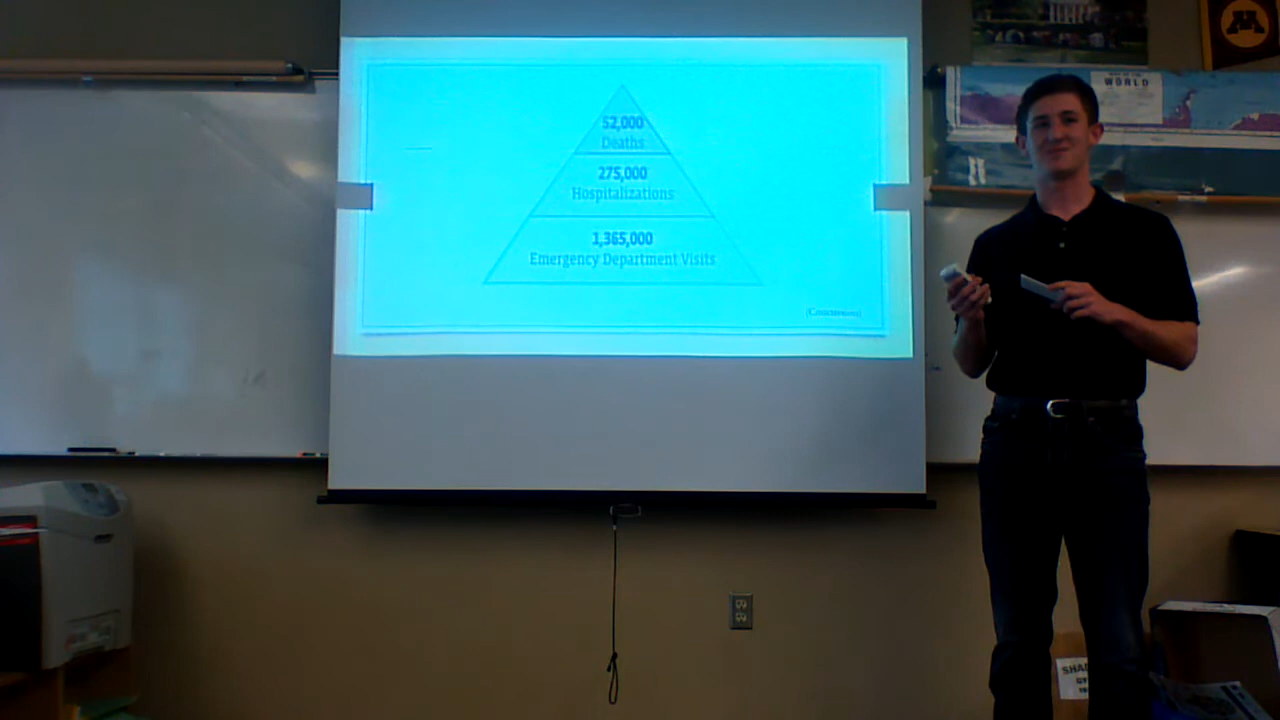 52,000
Deaths
275,000
Hospitalizations
1,365,000
Emergency Department Visits
WORLD
M